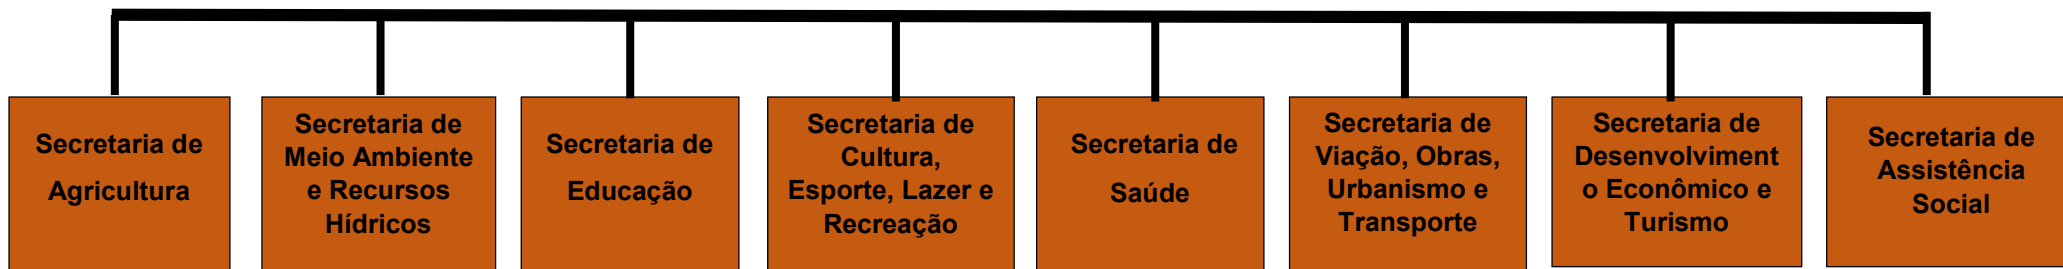 Secretaria de
Agricultura
Secretaria de
Meio Ambiente
e Recursos
Hídricos
Secretaria de
Educação
Secretaria de
Cultura,
Esporte, Lazer e
Recreação
Secretaria de
Saúde
Secretaria de
Viação, Obras,
Urbanismo e
Transporte
Secretaria de
Desenvolviment
o Econômico e
Turismo
Secretaria de
Assistência
Social